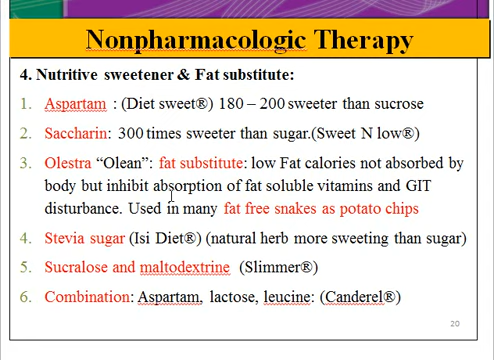 Nonpharmacologic Therapy
4. Nutritive sweetener & Fat substitute:
1. Aspartam : (Diet sweet®) 180 – 200 sweeter than sucrose
2. Saccharin: 300 times sweeter than sugar.(Sweet N low®)
3. Olestra “Olean”: fat substitute: low Fat calories not absorbed by
body but inhibit absorption of fat soluble vitamins and GIT
disturbance. Used in many fat free snakes as potato chips
4. Stevia sugar (Isi Diet®) (natural herb more sweeting than sugar)
5. Sucralose and maltodextrine (Slimmer®)
6. Combination: Aspartam, lactose, leucine: (Canderel®)
20